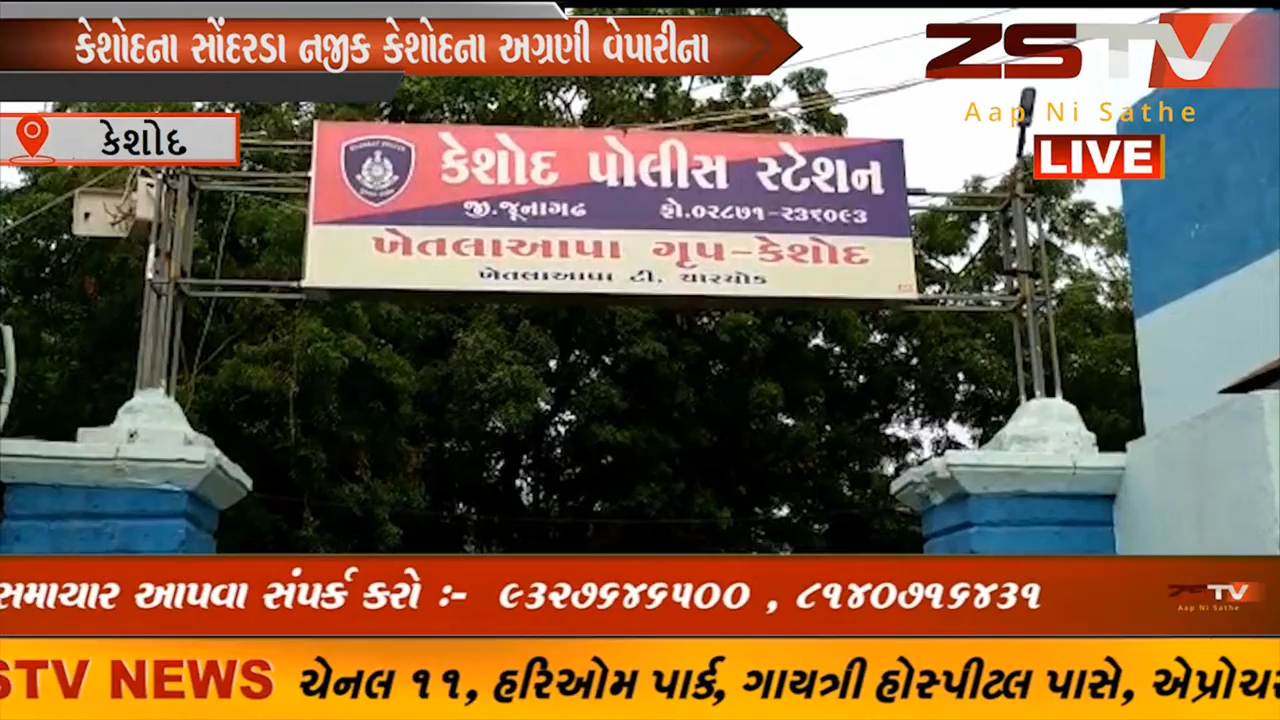 કેશોદના સોંદરડા નજીક કેશોદના અગ્રણી વેપારીના
ZSTV
Aap Ni Sathe
LIVE
કેશોદ
કેશોદ પોલીસ સ્ટેશન
જી.જૂનાગઢ ફો.૦૨૮૭૧-૨૩૬૦૯૩
ખેતલાઆપા ગૃપ-કેશોદ
ખેતલાઆપા ટી, ચારચોક
સમાચાર આપવા સંપર્ક કરો :- ૯૩૨૭૬૪૬૫૦૦ , ૮૧૪૦૭૧૬૪૩૧
ZSTV
Aap Ni Sathe
STV NEWS ચેનલ ૧૧, હરિઓમ પાર્ક, ગાયત્રી હોસ્પીટલ પાસે, એપ્રોચ